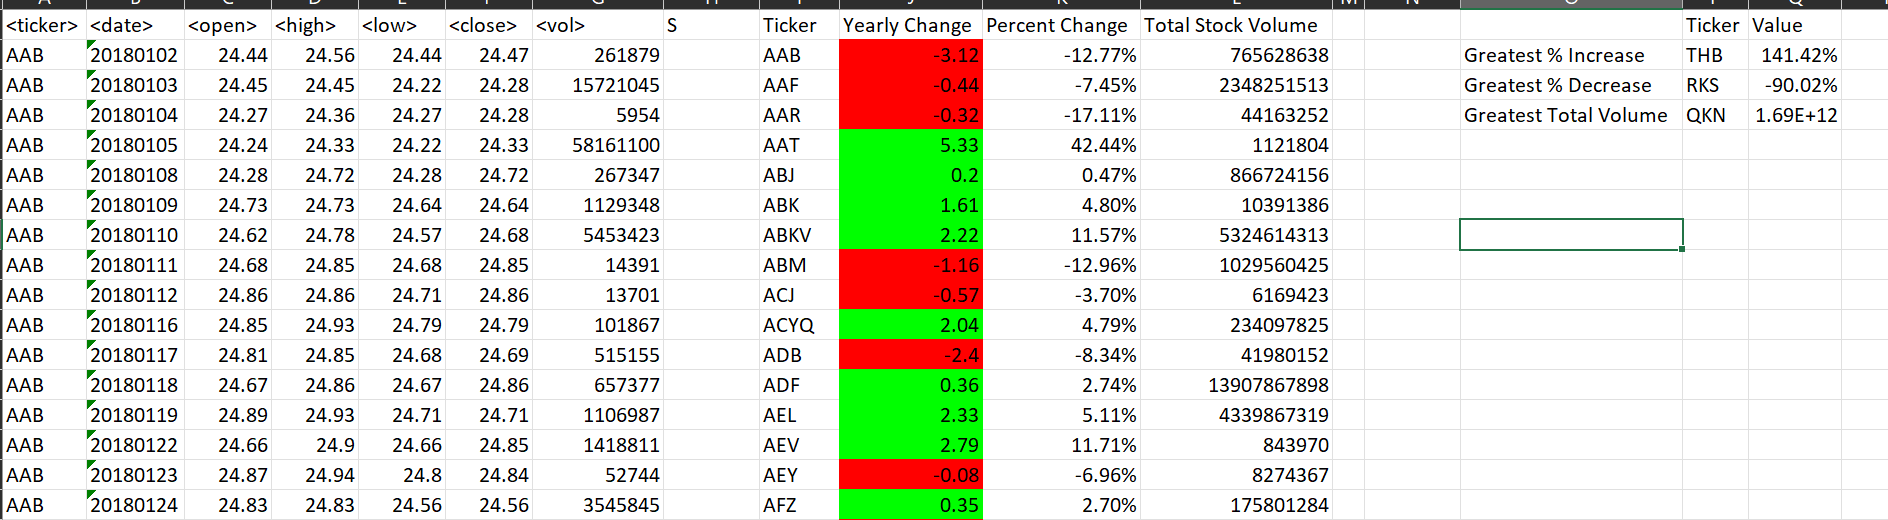 <ticker> <date> <open> <high> <low> <close> <vol> S Ticker Yearly Change Percent Change Total Stock Volume Ticker Value
AAB 20180102 24.44 24.56 24.44 24.47 261879 AAB -3.12 -12.77% 765628638 Greatest % Increase THB 141.42%
AAB 20180103 24.45 24.45 24.22 24.28 15721045 AAF -0.44 -7.45% 2348251513 Greatest % Decrease RKS -90.02%
AAB 20180104 24.27 24.36 24.27 24.28 5954 AAR -0.32 -17.11% 44163252 Greatest Total Volume QKN 1.69E+12
AAB 20180105 24.24 24.33 24.22 24.33 58161100 AAT 5.33 42.44% 1121804
AAB 20180108 24.28 24.72 24.28 24.72 267347 ABJ 0.2 0.47% 866724156
AAB 20180109 24.73 24.73 24.64 24.64 1129348 ABK 1.61 4.80% 10391386
AAB 20180110 24.62 24.78 24.57 24.68 5453423 ABKV 2.22 11.57% 5324614313
AAB 20180111 24.68 24.85 24.68 24.85 14391 ABM -1.16 -12.96% 1029560425
AAB 20180112 24.86 24.86 24.71 24.86 13701 ACJ -0.57 -3.70% 6169423
AAB 20180116 24.85 24.93 24.79 24.79 101867 ACYQ 2.04 4.79% 234097825
AAB 20180117 24.81 24.85 24.68 24.69 515155 ADB -2.4 -8.34% 41980152
AAB 20180118 24.67 24.86 24.67 24.86 657377 ADF 0.36 2.74% 13907867898
AAB 20180119 24.89 24.93 24.71 24.71 1106987 AEL 2.33 5.11% 4339867319
AAB 20180122 24.66 24.9 24.66 24.85 1418811 AEV 2.79 11.71% 843970
AAB 20180123 24.87 24.94 24.8 24.84 52744 AEY -0.08 -6.96% 8274367
AAB 20180124 24.83 24.83 24.56 24.56 3545845 AFZ 0.35 2.70% 175801284